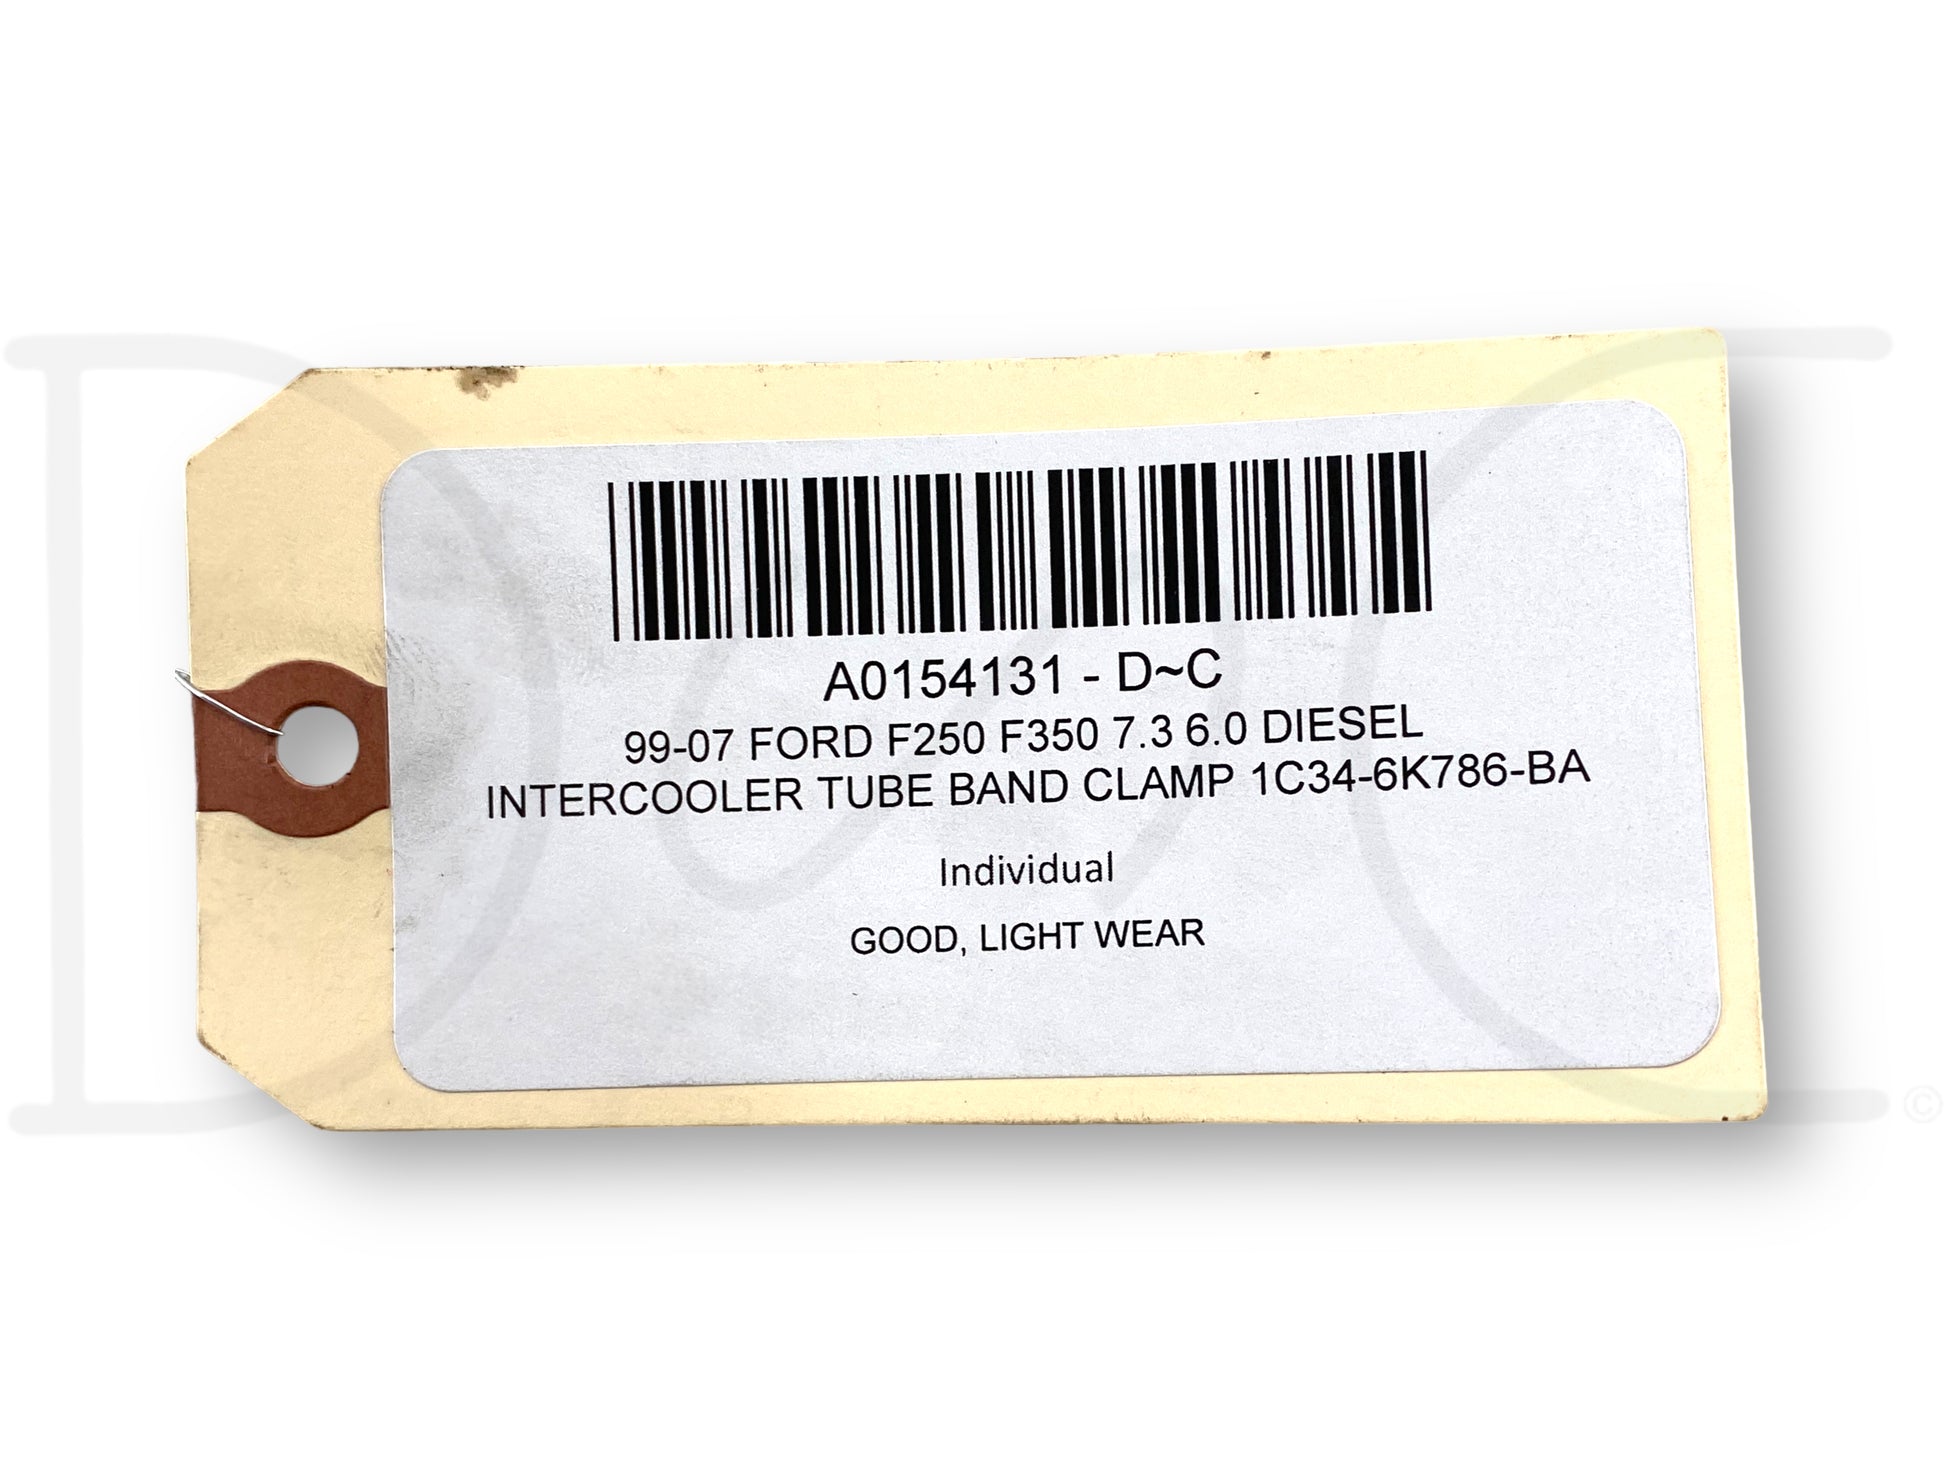 A0154131 - D~C
99-07 FORD F250 F350 7.3 6.0 DIESEL
INTERCOOLER TUBE BAND CLAMP 1C34-6K786-BA
Individual
GOOD, LIGHT WEAR
D~C ©